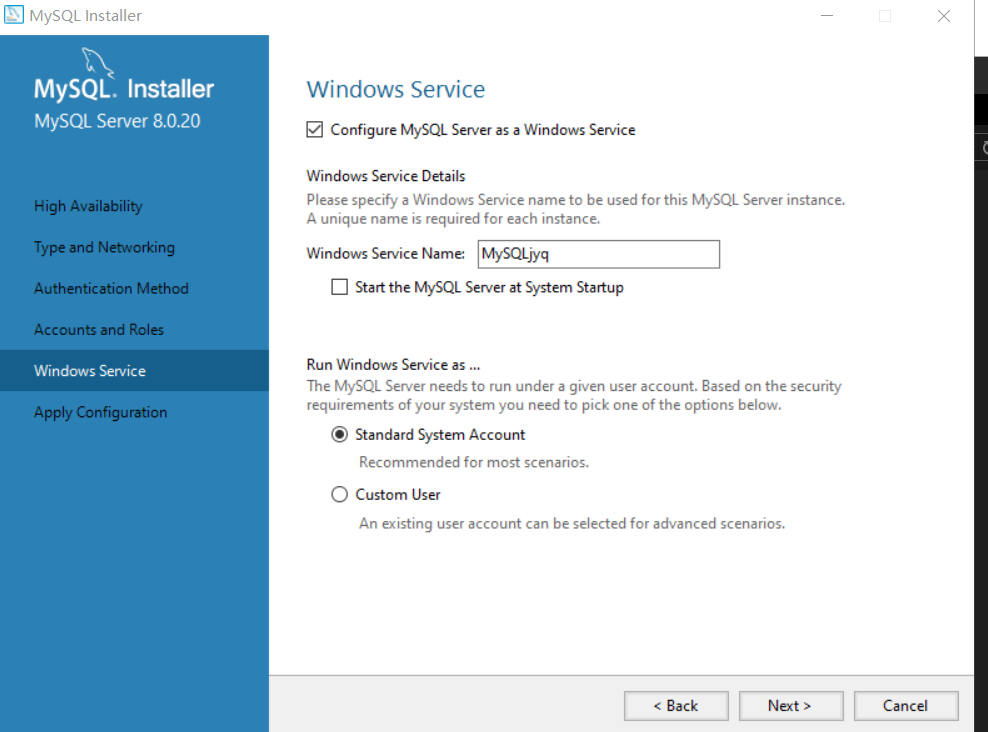 MySQL Installer
MySQL. Installer
MySQL Server 8.0.20
High Availability
Type and Networking
Authentication Method
Accounts and Roles
Windows Service
Apply Configuration
Windows Service
Configure MySQL Server as a Windows Service
Windows Service Details
Please specify a Windows Service name to be used for this MySQL Server instance.
A unique name is required for each instance.
Windows Service Name: MySQLjyq
Start the MySQL Server at System Startup
Run Windows Service as ...
The MySQL Server needs to run under a given user account. Based on the security
requirements of your system you need to pick one of the options below.
Standard System Account
Recommended for most scenarios.
Custom User
An existing user account can be selected for advanced scenarios.
< Back Next > Cancel